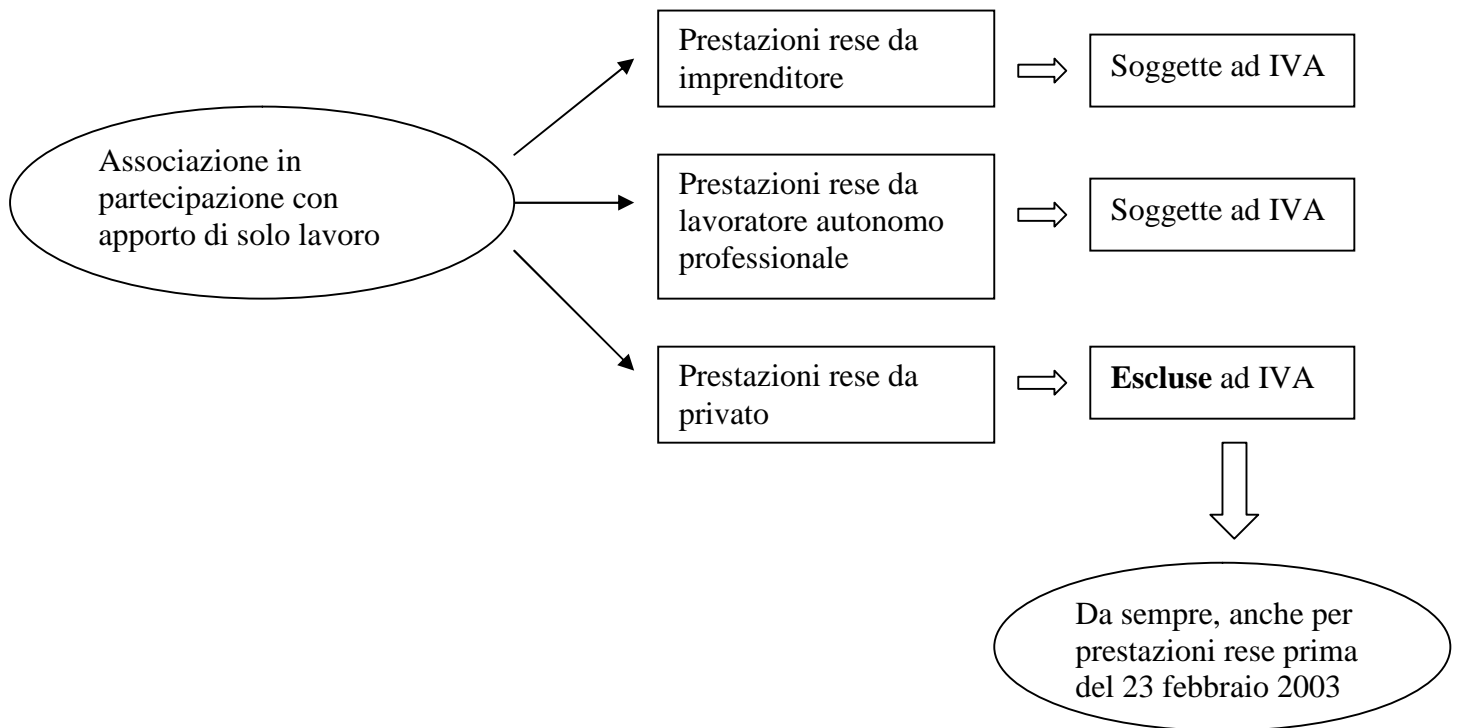 Associazione in
partecipazione con
apporto di solo lavoro
Prestazioni rese da
imprenditore
Soggette ad IVA
Prestazioni rese da
lavoratore autonomo
professionale
Soggette ad IVA
Prestazioni rese da
privato
Escluse ad IVA
Da sempre, anche per
prestazioni rese prima
del 23 febbraio 2003